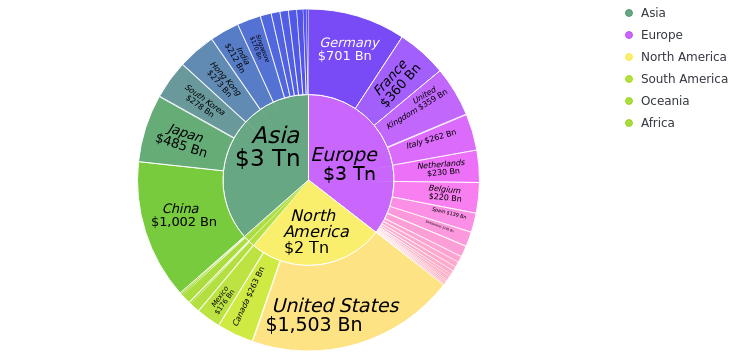 Asia
Europe
North America
South America
Oceania
Africa
Germany
$701 Bn
France
$360 Bn
United
Kingdom $359 Bn
Italy $262 Bn
Netherlands
$230 Bn
Belgium
$220 Bn
Spain $139 Bn
Europe
$3 Tn
Asia
$3 Tn
North
America
$2 Tn
United States
$1,503 Bn
Canada $263 Bn
Mexico
$176 Bn
China
$1,002 Bn
Japan
$485 Bn
South Korea
$278 Bn
Hong Kong
$273 Bn
India
$212 Bn
Singapore
$170 Bn